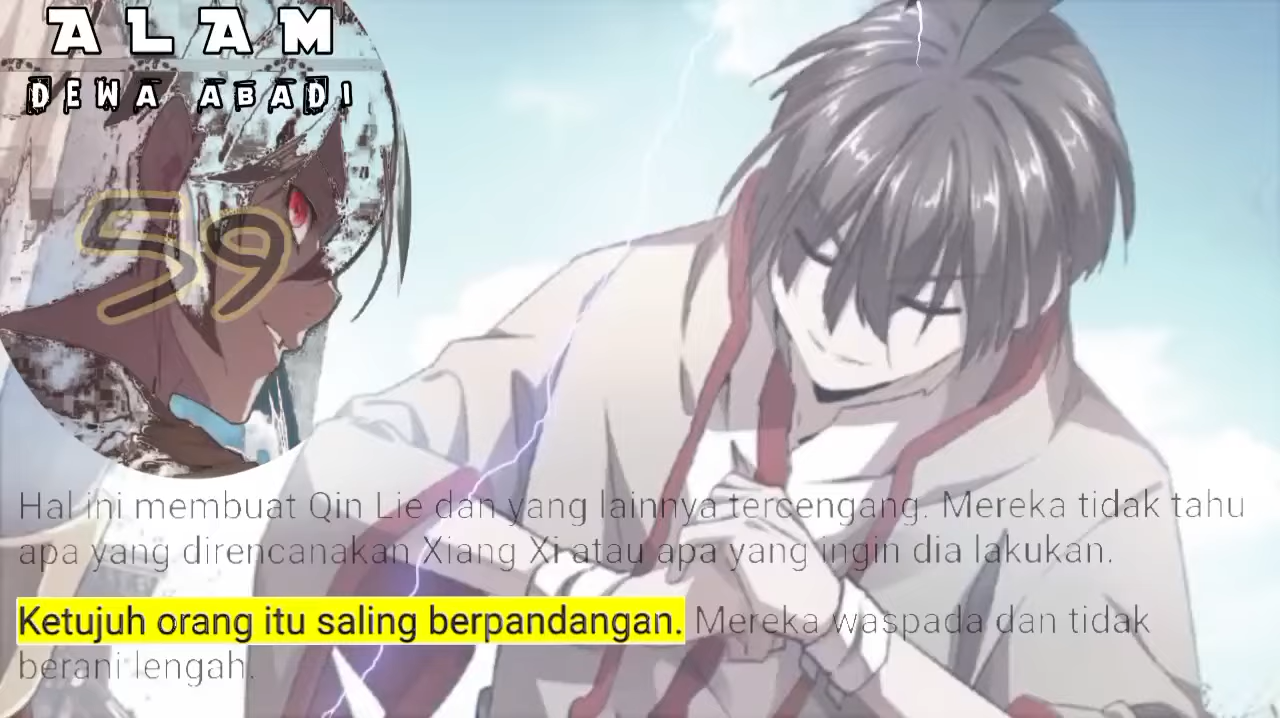 ALAM
DEWA ABADI
59
Hal ini membuat Qin Lie dan yang lainnya tercengang. Mereka tidak tahu
apa yang direncanakan Xiang Xi atau apa yang ingin dia lakukan.
Ketujuh orang itu saling berpandangan. Mereka waspada dan tidak
berani lengah.